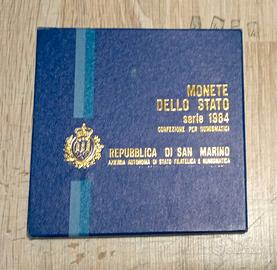 MONETE
DELLO STATO
serie 1984
CONFEZIONE PER NUMISMATICI
REPUBBLICA DI SAN MARINO
AZIENDA AUTONOMA DI STATO FILATELICA E NUMISMATICA